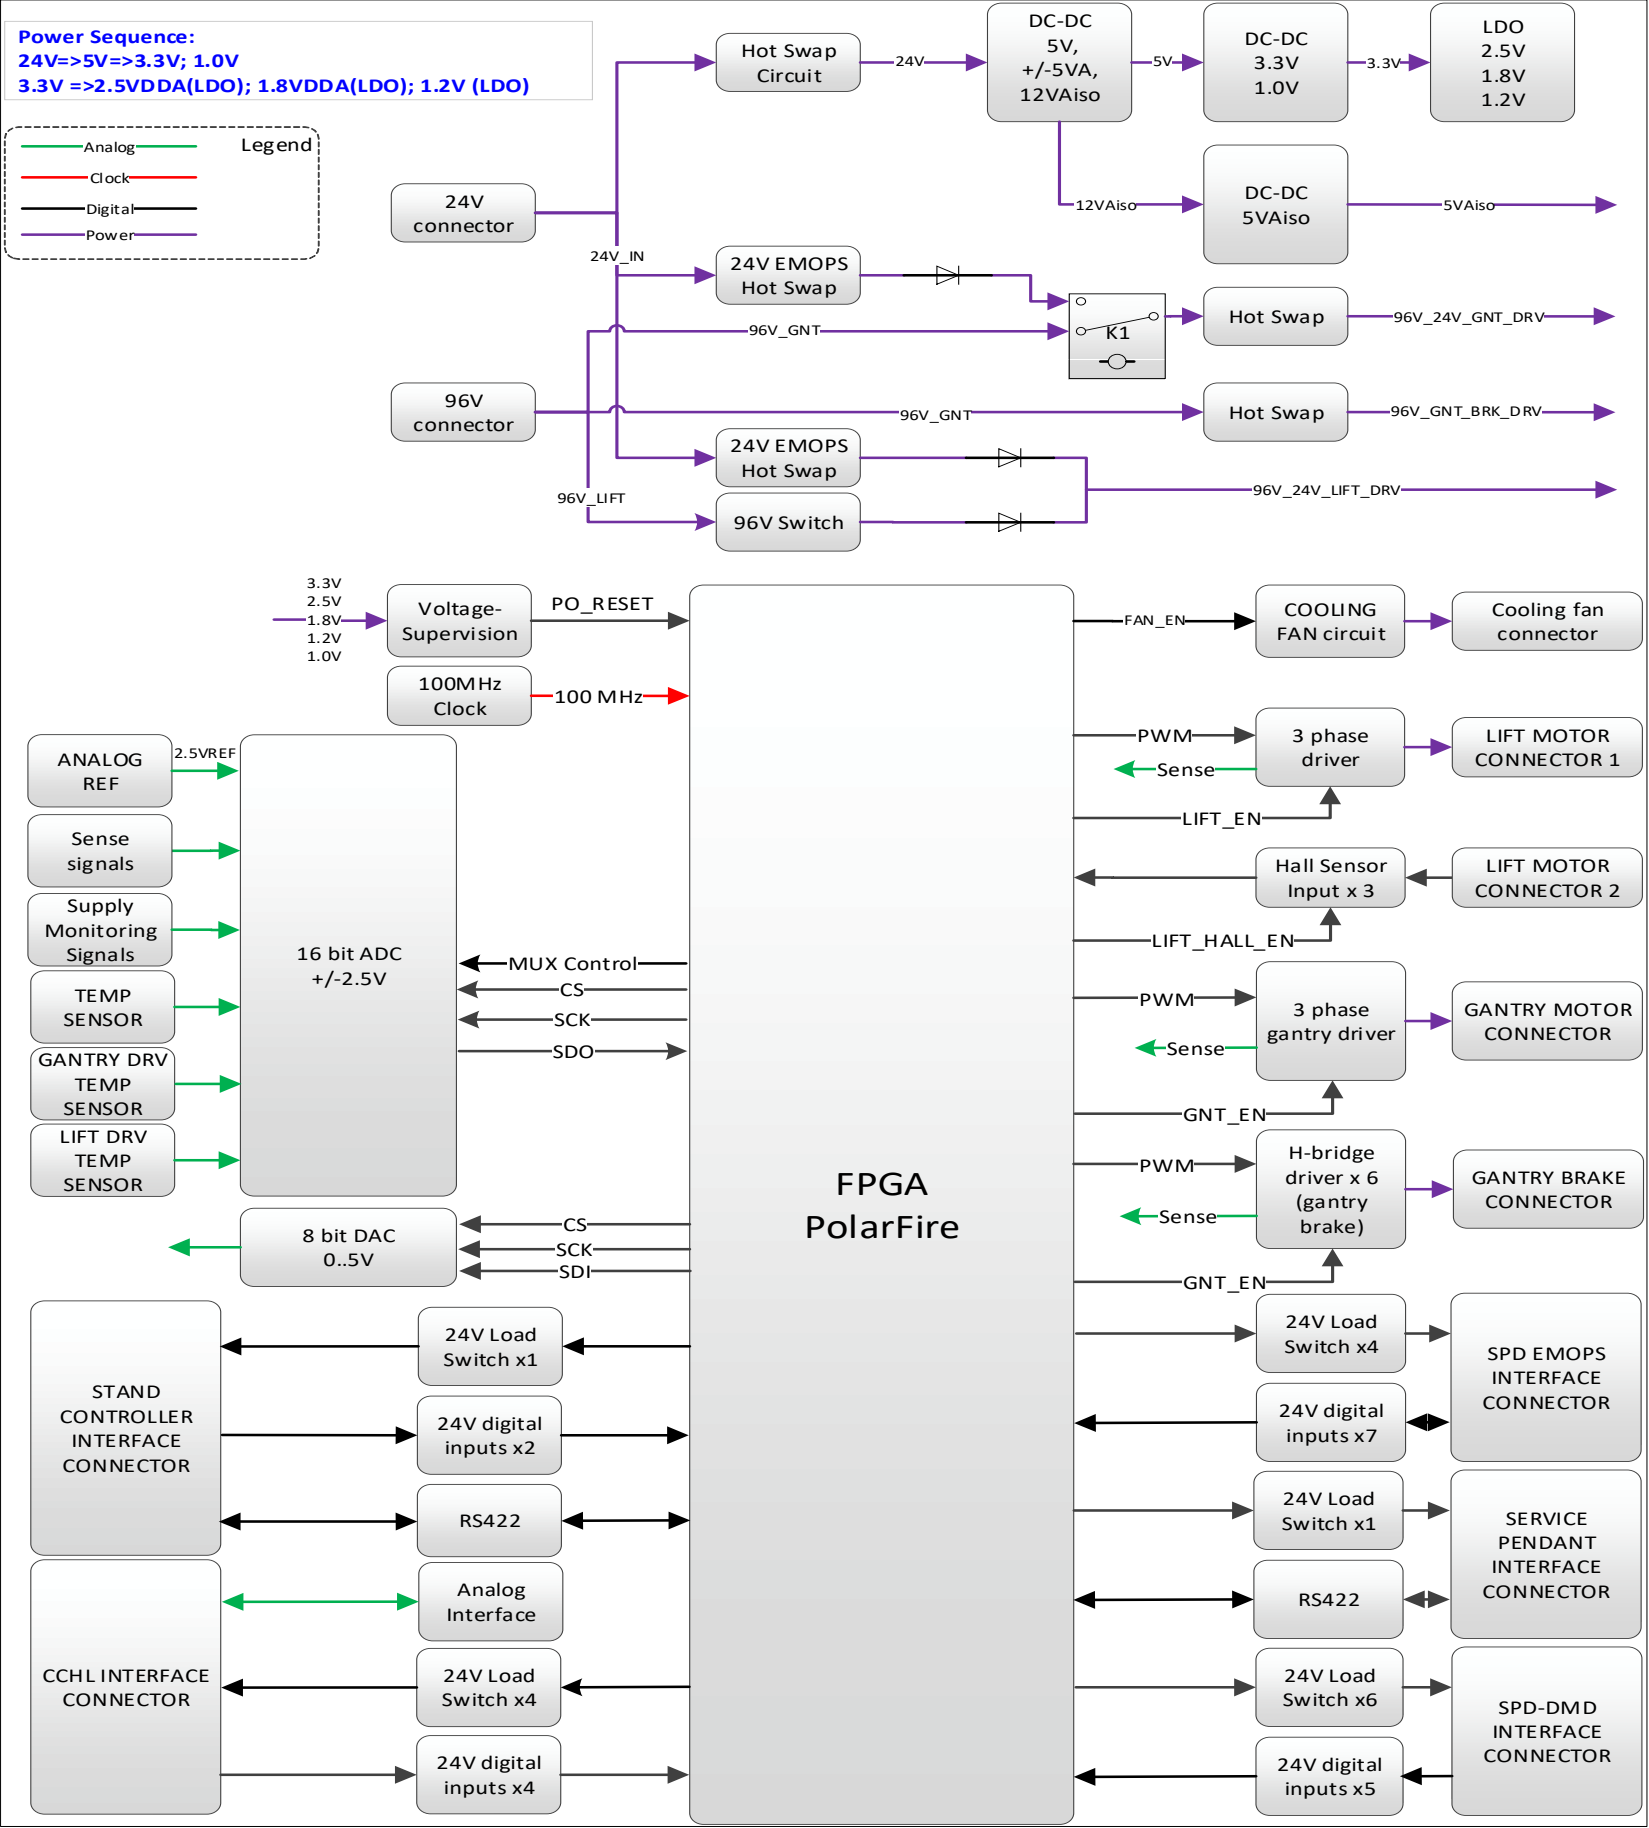 Power Sequence:
24V=>5V=>3.3V; 1.0V
3.3V =>2.5VDDA(LDO); 1.8VDDA(LDO); 1.2V (LDO)
Legend
Analog
Clock
Digital
Power
Hot Swap
Circuit
24V
DC-DC
5V,
+/-5VA,
12VAiso
5V
DC-DC
3.3V
1.0V
3.3V
LDO
2.5V
1.8V
1.2V
24V
connector
12VAiso
DC-DC
5VAiso
5VAiso
24V_IN
24V EMOPS
Hot Swap
96V_GNT
K1
Hot Swap
96V_24V_GNT_DRV
96V
connector
96V_GNT
Hot Swap
96V_GNT_BRK_DRV
24V EMOPS
Hot Swap
96V_LIFT
96V Switch
96V_24V_LIFT_DRV
3.3V
2.5V
1.8V
1.2V
1.0V
Voltage-
Supervision
PO_RESET
100MHz
Clock
100 MHz
ANALOG
REF
2.5VREF
Sense
signals
Supply
Monitoring
Signals
TEMP
SENSOR
GANTRY DRV
TEMP
SENSOR
LIFT DRV
TEMP
SENSOR
16 bit ADC
+/-2.5V
MUX Control
CS
SCK
SDO
8 bit DAC
0..5V
CS
SCK
SDI
STAND
CONTROLLER
INTERFACE
CONNECTOR
24V Load
Switch x1
24V digital
inputs x2
RS422
CCHL INTERFACE
CONNECTOR
Analog
Interface
24V Load
Switch x4
24V digital
inputs x4
FPGA
PolarFire
FAN_EN
COOLING
FAN circuit
Cooling fan
connector
PWM
Sense
LIFT_EN
3 phase
driver
LIFT MOTOR
CONNECTOR 1
Hall Sensor
Input x 3
LIFT MOTOR
CONNECTOR 2
LIFT_HALL_EN
PWM
Sense
GNT_EN
3 phase
gantry driver
GANTRY MOTOR
CONNECTOR
PWM
Sense
GNT_EN
H-bridge
driver x 6
(gantry
brake)
GANTRY BRAKE
CONNECTOR
24V Load
Switch x4
24V digital
inputs x7
SPD EMOPS
INTERFACE
CONNECTOR
24V Load
Switch x1
RS422
SERVICE
PENDANT
INTERFACE
CONNECTOR
24V Load
Switch x6
24V digital
inputs x5
SPD-DMD
INTERFACE
CONNECTOR